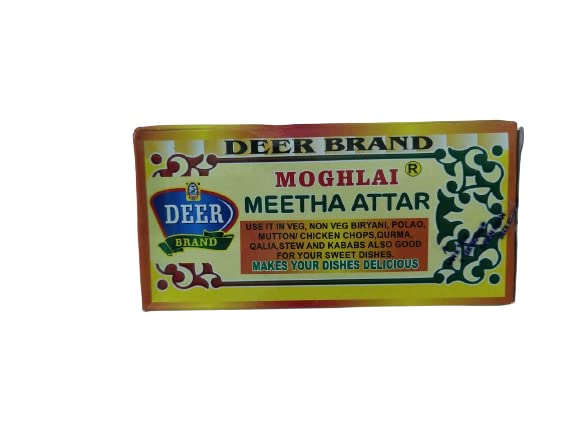 DEER BRAND
MOGHLAI ®
MEETHA ATTAR
DEER
BRAND
USE IT IN VEG, NON VEG BIRYANI, POLAO,
MUTTON/ CHICKEN CHOPS,QURMA,
QALIA,STEW AND KABABS ALSO GOOD
FOR YOUR SWEET DISHES.
MAKES YOUR DISHES DELICIOUS